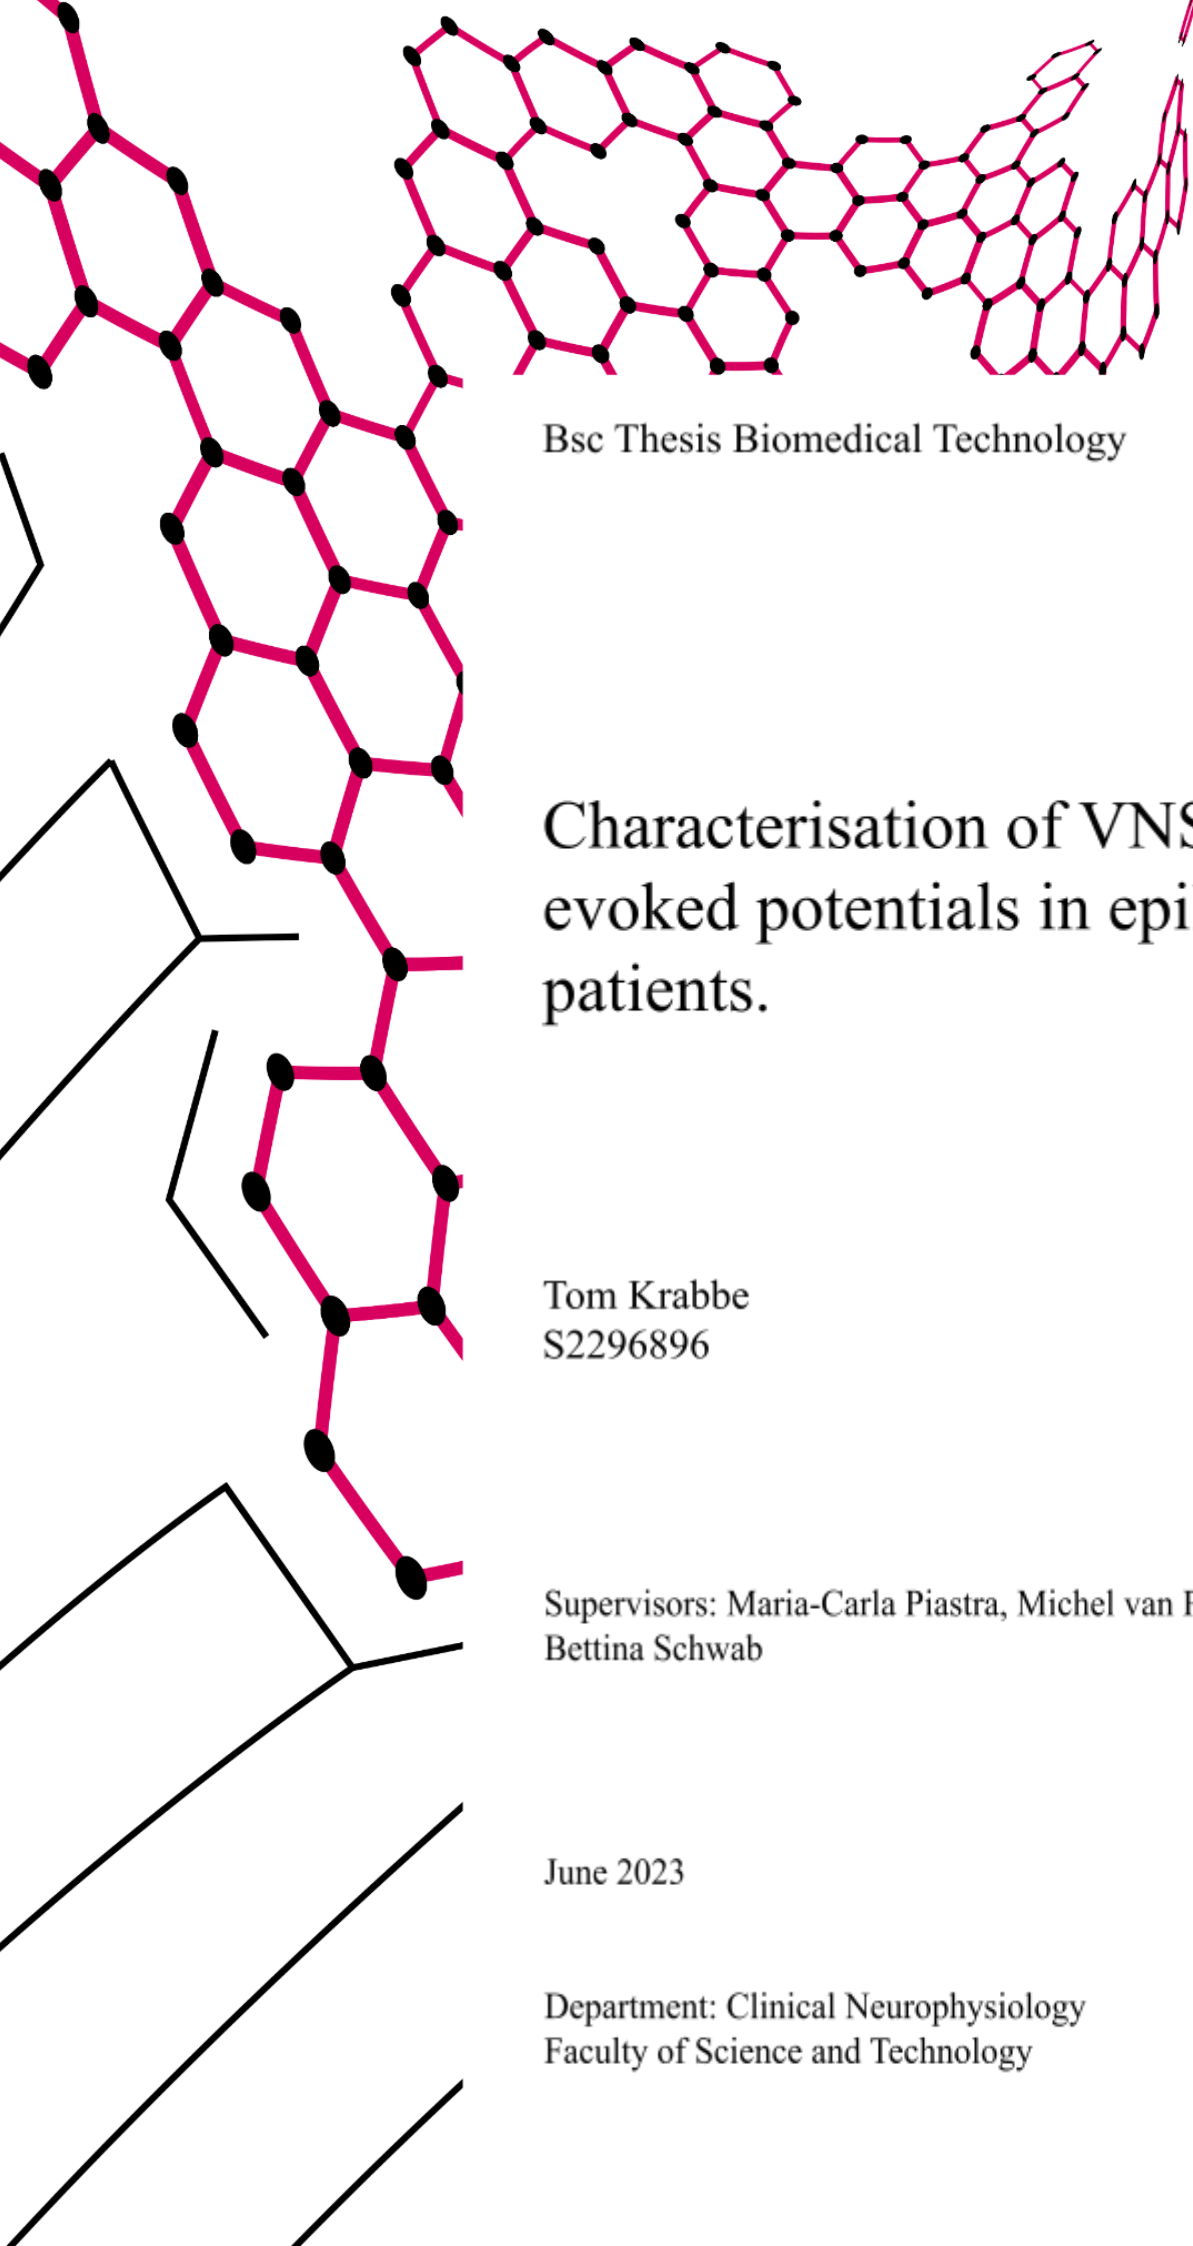 Bsc Thesis Biomedical Technology
Characterisation of VNS
evoked potentials in
patients.
Tom Krabbe
S2296896
Supervisors: Maria-Carla Piastra, Michel van
Bettina Schwab
June 2023
Department: Clinical Neurophysiology
Faculty of Science and Technology